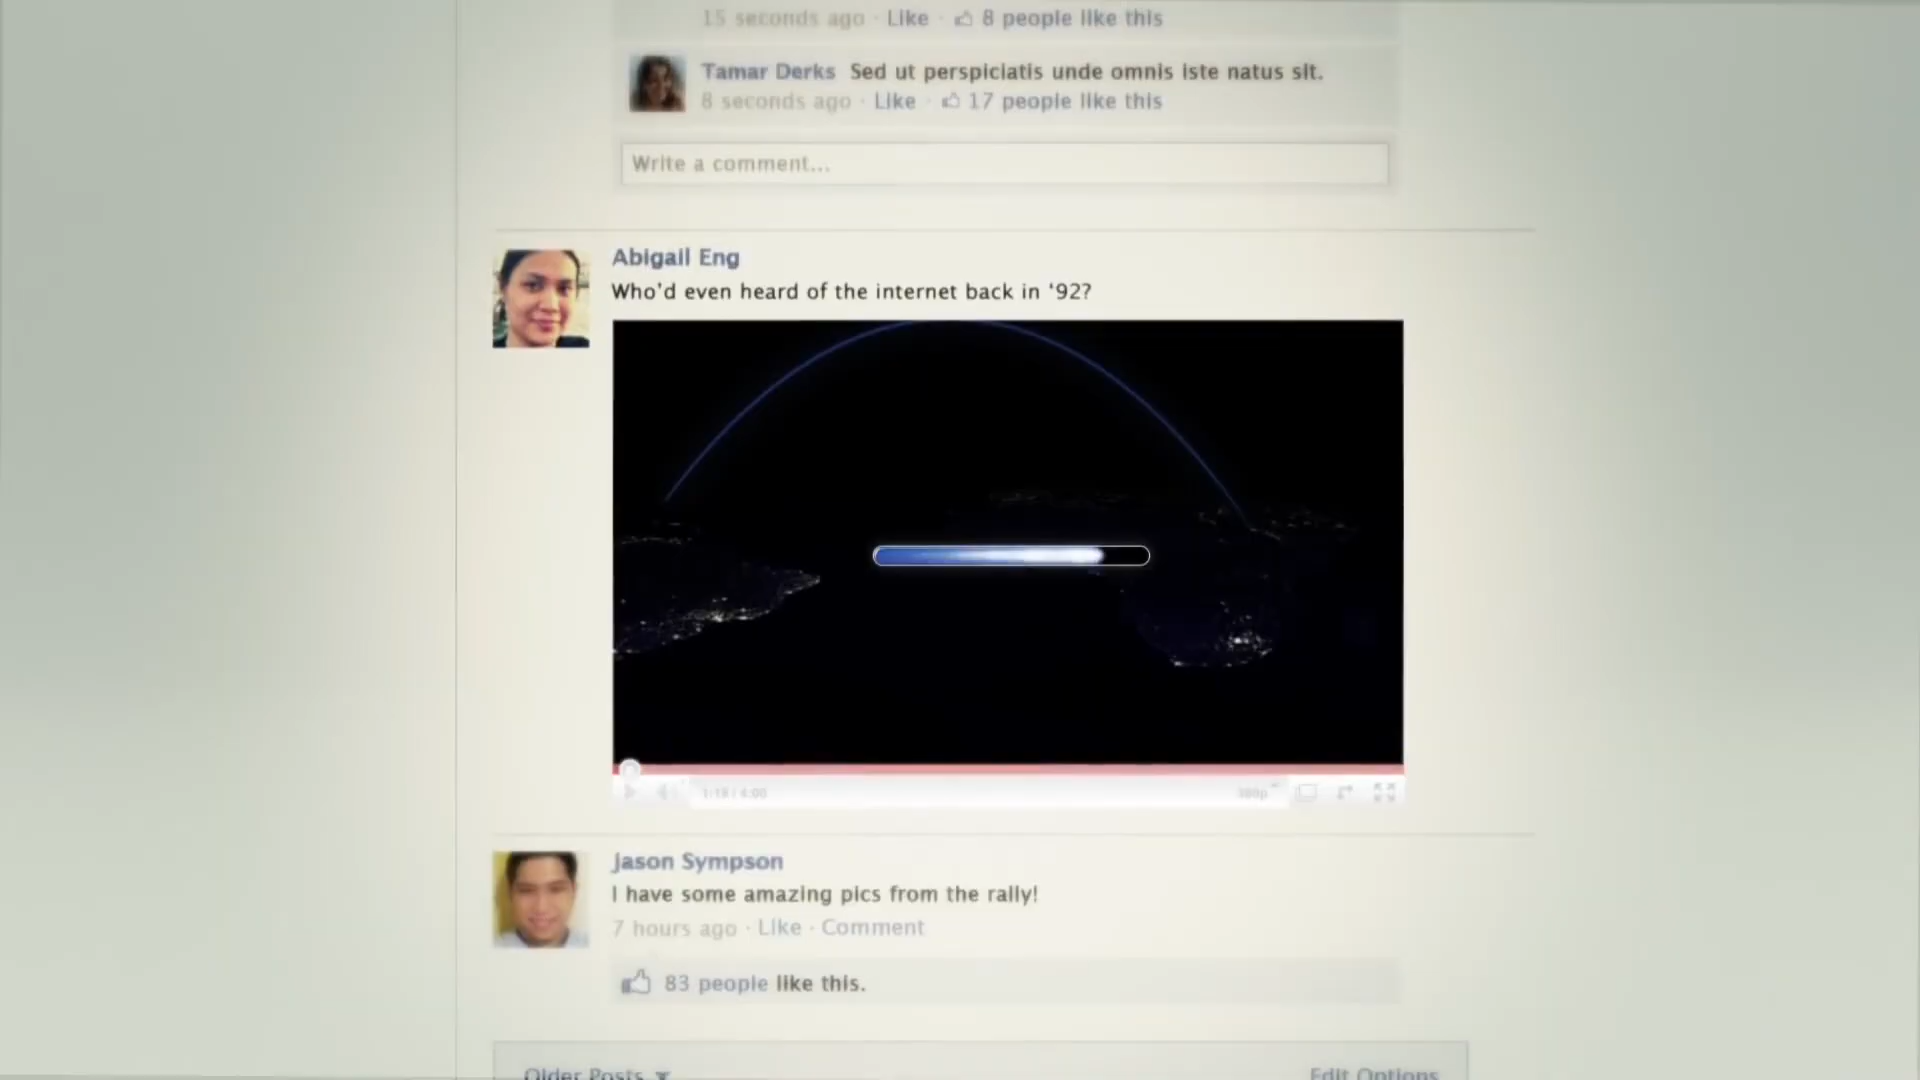 15 seconds ago · Like · 8 people like this
Tamar Derks Sed ut perspiciatis unde omnis iste natus sit.
8 seconds ago · Like · 17 people like this
Write a comment...
Abigail Eng
Who'd even heard of the internet back in '92?
Jason Sympson
I have some amazing pics from the rally!
7 hours ago · Like · Comment
83 people like this.
Older Posts
Edit Options